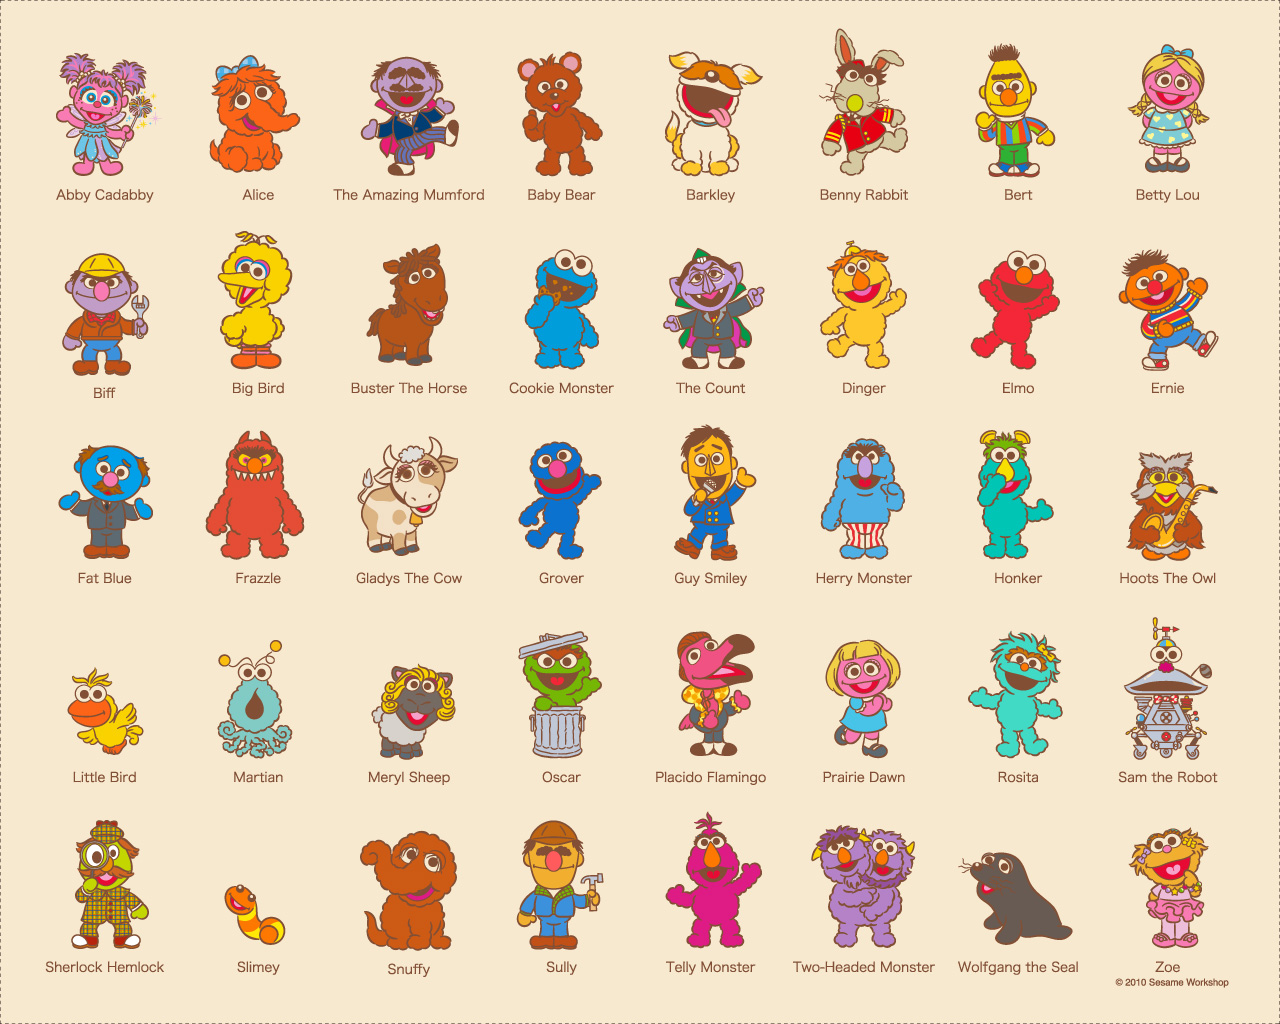 Abby Cadabby
Alice
The Amazing Mumford
Baby Bear
Barkley
Benny Rabbit
Bert
Betty Lou
Biff
Big Bird
Buster The Horse
Cookie Monster
The Count
Dinger
Elmo
Ernie
Fat Blue
Frazzle
Gladys The Cow
Grover
Guy Smiley
Herry Monster
Honker
Hoots The Owl
Little Bird
Martian
Meryl Sheep
Oscar
Placido Flamingo
Prairie Dawn
Rosita
Sam the Robot
Sherlock Hemlock
Slimey
Snuffy
Sully
Telly Monster
Two-Headed Monster
Wolfgang the Seal
Zoe
© 2010 Sesame Workshop